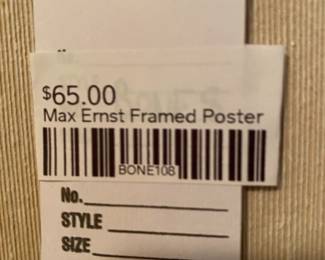 $65.00
Max Ernst Framed Poster
BONE108
No.
STYLE
SIZE